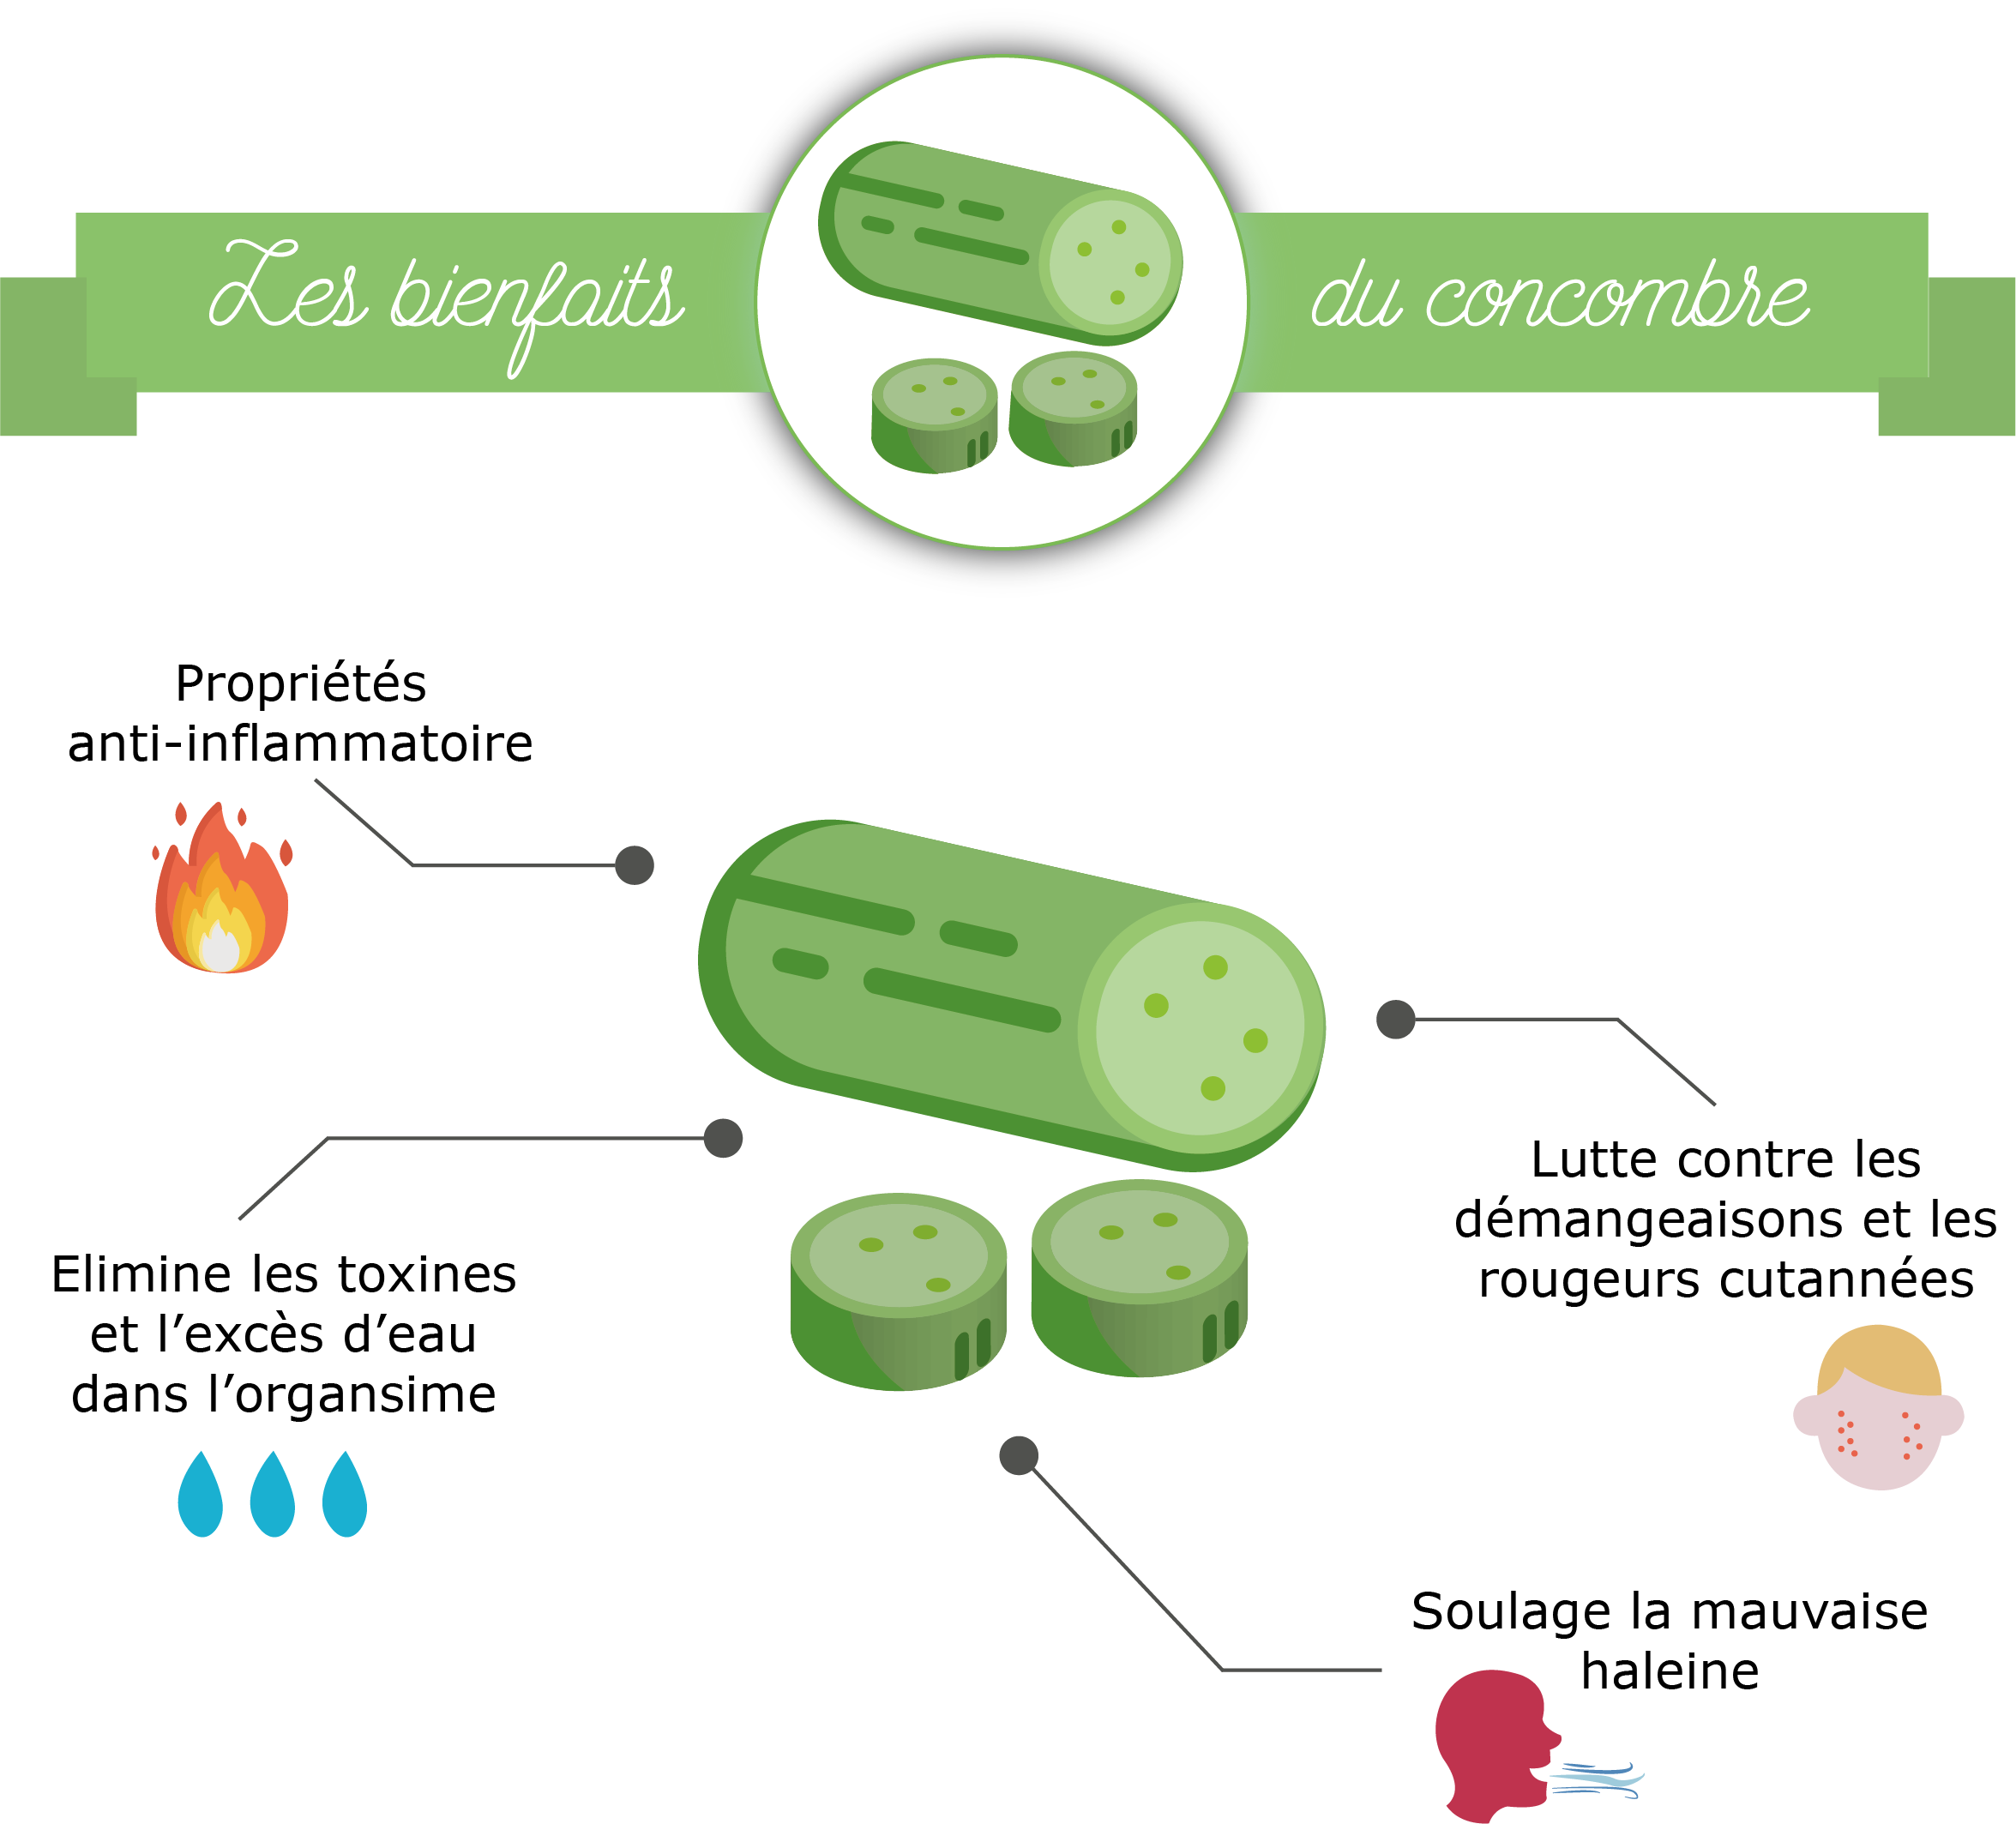 Les bienfaits du concombre
Propriétés
anti-inflammatoire
Elimine les toxines
et l’excès d’eau
dans l’organsime
Lutte contre les
démangeaisons et les
rougeurs cutannées
Soulage la mauvaise
haleine